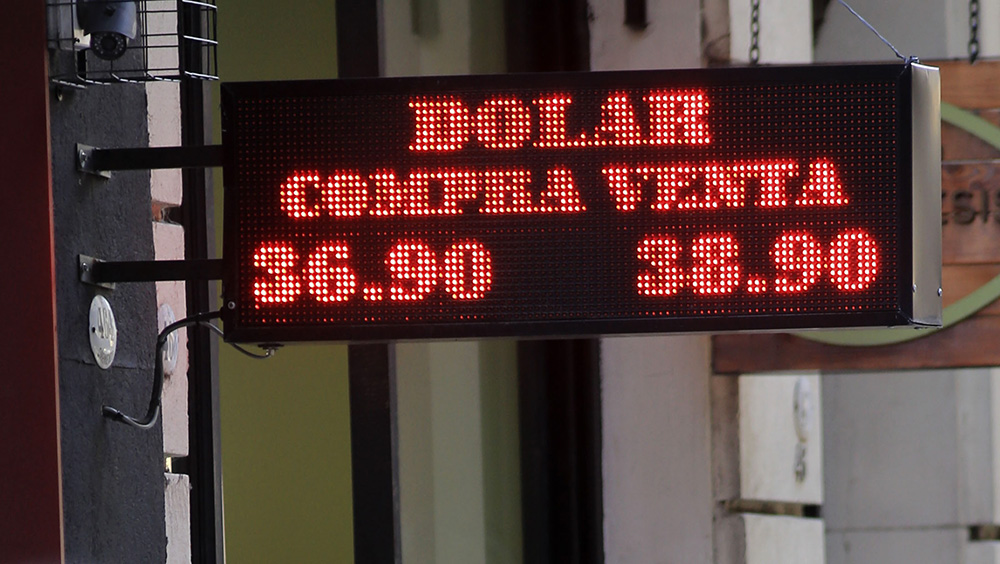 DOLAR
COMPRA VENTA
36.90 38.90